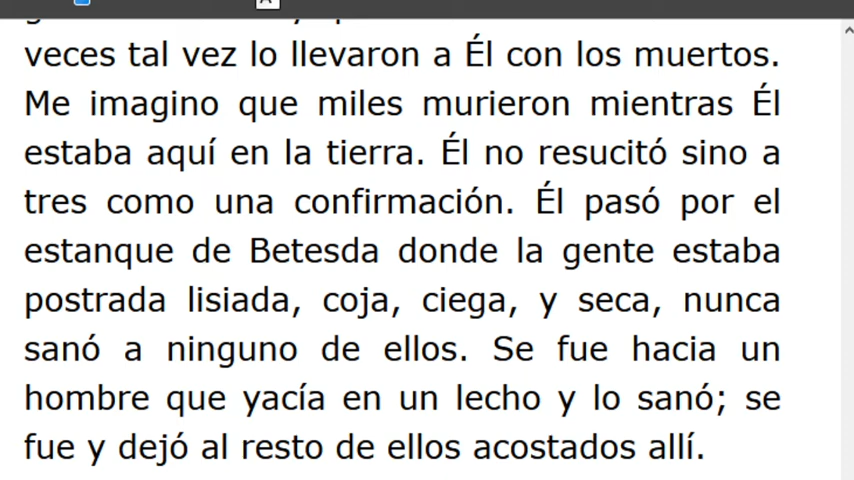 veces tal vez lo llevaron a Él con los muertos.
Me imagino que miles murieron mientras Él
estaba aquí en la tierra. Él no resucitó sino a
tres como una confirmación. Él pasó por el
estanque de Betesda donde la gente estaba
postrada lisiada, coja, ciega, y seca, nunca
sanó a ninguno de ellos. Se fue hacia un
hombre que yacía en un lecho y lo sanó; se
fue y dejó al resto de ellos acostados allí.